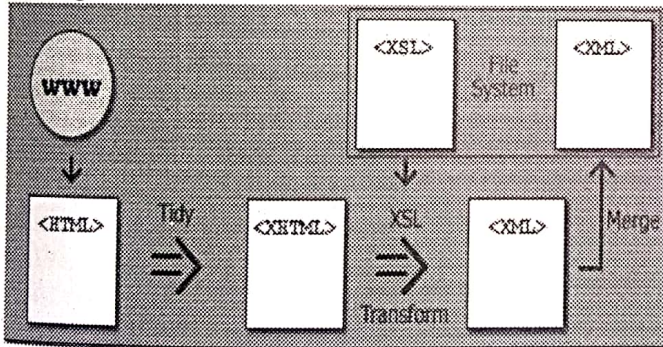 <XSL>
File
System
<XML>
WWW
<HTML>
Tidy
<XHTML>
XSL
Transform
<XML>
Merge